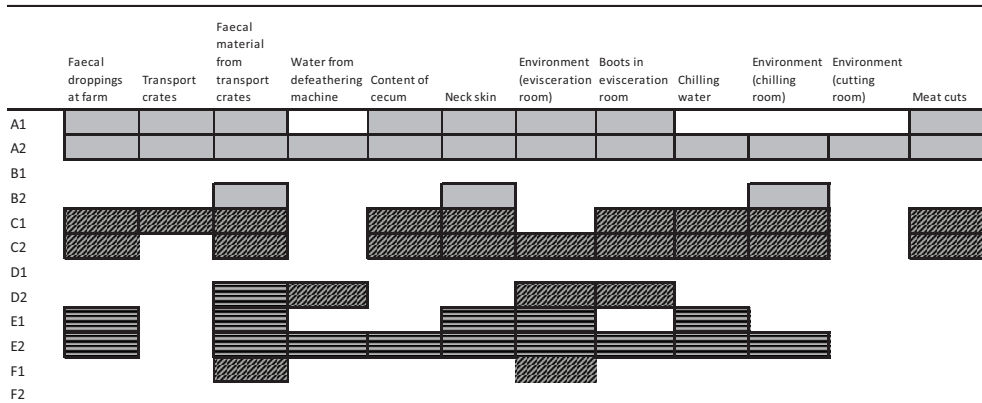 Faecal droppings at farm
Transport crates
Faecal material from transport crates
Water from defeathering machine
Content of cecum
Neck skin
Environment (evisceration room)
Boots in evisceration room
Chilling water
Environment (chilling room)
Environment (cutting room)
Meat cuts
A1
A2
B1
B2
C1
C2
D1
D2
E1
E2
F1
F2